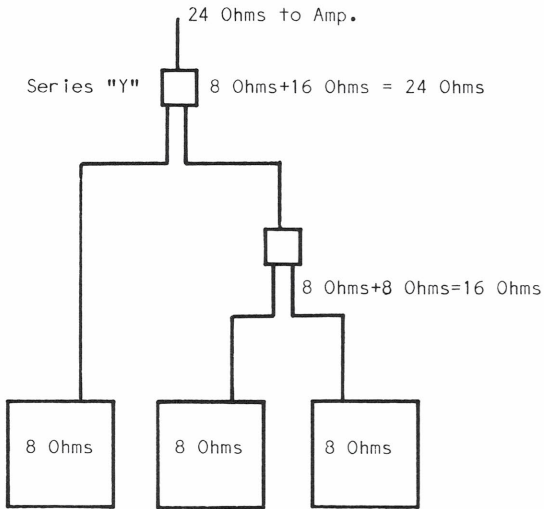 24 Ohms to Amp.
Series "Y"
8 Ohms+16 Ohms = 24 Ohms
8 Ohms+8 Ohms=16 Ohms
8 Ohms
8 Ohms
8 Ohms